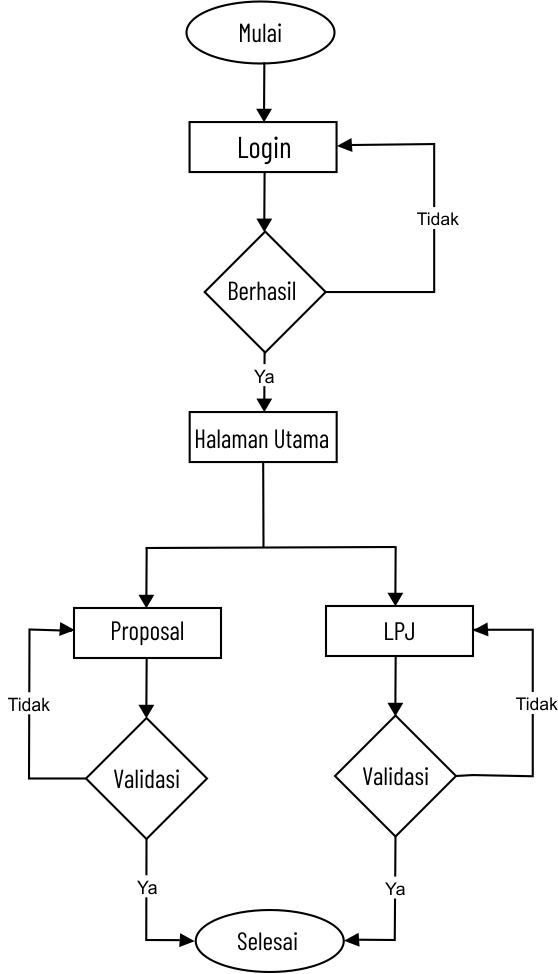 Mulai
Login
Tidak
Berhasil
Ya
Halaman Utama
Proposal
LPJ
Tidak
Tidak
Validasi
Validasi
Ya
Ya
Selesai